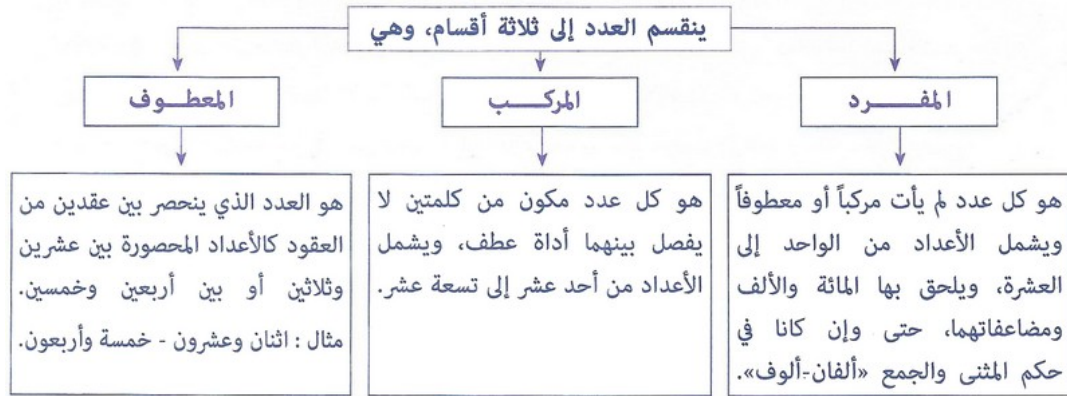 ينقسم العدد إلى ثلاثة أقسام، وهي
المفـــرد
المركـــب
المعطـــوف
هو كل عدد لم يأت مركباً أو معطوفاً
ويشمل الأعداد من الواحد إلى
العشرة، ويلحق بها المائة والألف
ومضاعفاتهما، حتى وإن كانا في
حكم المثنى والجمع «ألفان-ألوف».
هو كل عدد مكون من كلمتين لا
يفصل بينهما أداة عطف، ويشمل
الأعداد من أحد عشر إلى تسعة عشر.
هو العدد الذي ينحصر بين عقدين من
العقود كالأعداد المحصورة بين عشرين
وثلاثين أو بين أربعين وخمسين.
مثال : اثنان وعشرون - خمسة وأربعون.